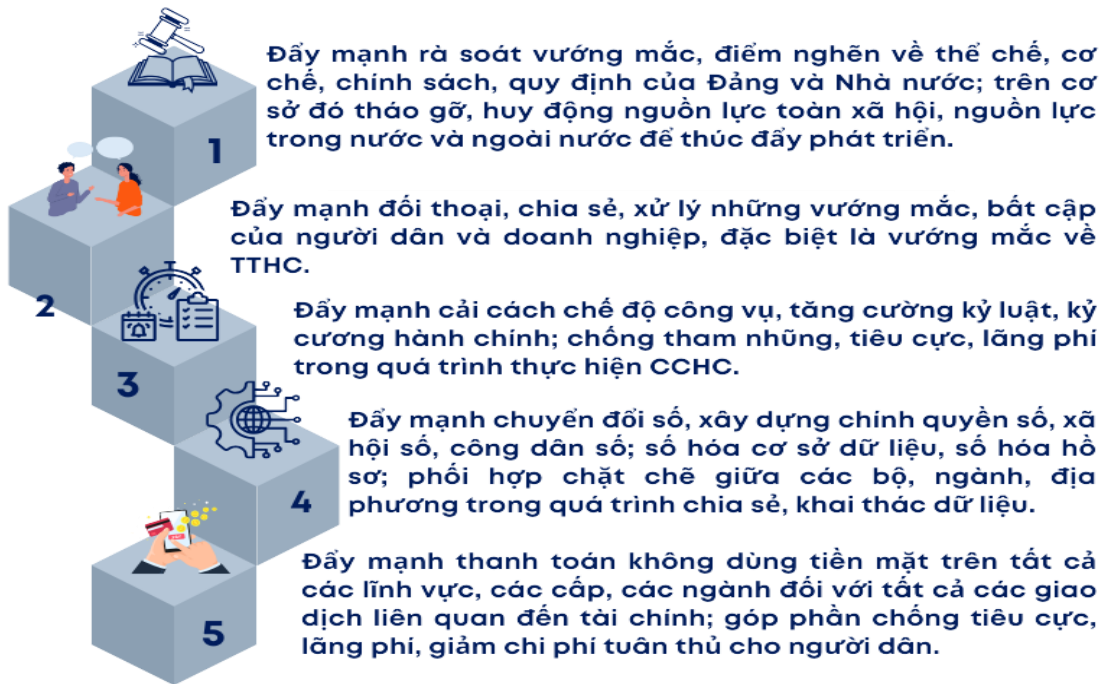 Đẩy mạnh rà soát vướng mắc, điểm nghẽn về thể chế, cơ
chế, chính sách, quy định của Đảng và Nhà nước; trên cơ
sở đó tháo gỡ, huy động nguồn lực toàn xã hội, nguồn lực
trong nước và ngoài nước để thúc đẩy phát triển.
1
Đẩy mạnh đối thoại, chia sẻ, xử lý những vướng mắc, bất cập
của người dân và doanh nghiệp, đặc biệt là vướng mắc về
TTHC.
2
Đẩy mạnh cải cách chế độ công vụ, tăng cường kỷ luật, kỷ
cương hành chính; chống tham nhũng, tiêu cực, lãng phí
trong quá trình thực hiện CCHC.
3
Đẩy mạnh chuyển đổi số, xây dựng chính quyền số, xã
hội số, công dân số; số hóa cơ sở dữ liệu, số hóa hồ
sơ; phối hợp chặt chẽ giữa các bộ, ngành, địa
phương trong quá trình chia sẻ, khai thác dữ liệu.
4
Đẩy mạnh thanh toán không dùng tiền mặt trên tất cả
các lĩnh vực, các cấp, các ngành đối với tất cả các giao
dịch liên quan đến tài chính; góp phần chống tiêu cực,
lãng phí, giảm chi phí tuân thủ cho người dân.
5